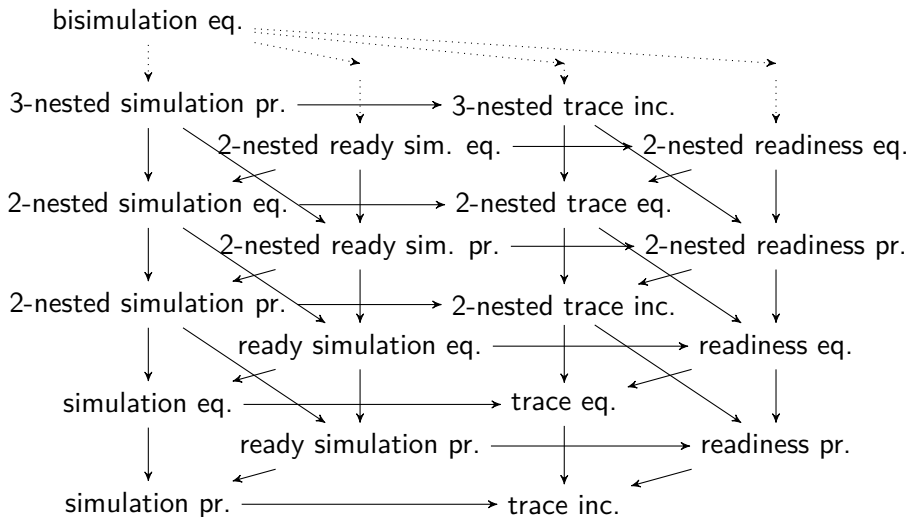 bisimulation eq.
3-nested simulation pr.
3-nested trace inc.
2-nested ready sim. eq.
2-nested readiness eq.
2-nested simulation eq.
2-nested trace eq.
2-nested ready sim. pr.
2-nested readiness pr.
2-nested simulation pr.
2-nested trace inc.
ready simulation eq.
readiness eq.
simulation eq.
trace eq.
ready simulation pr.
readiness pr.
simulation pr.
trace inc.